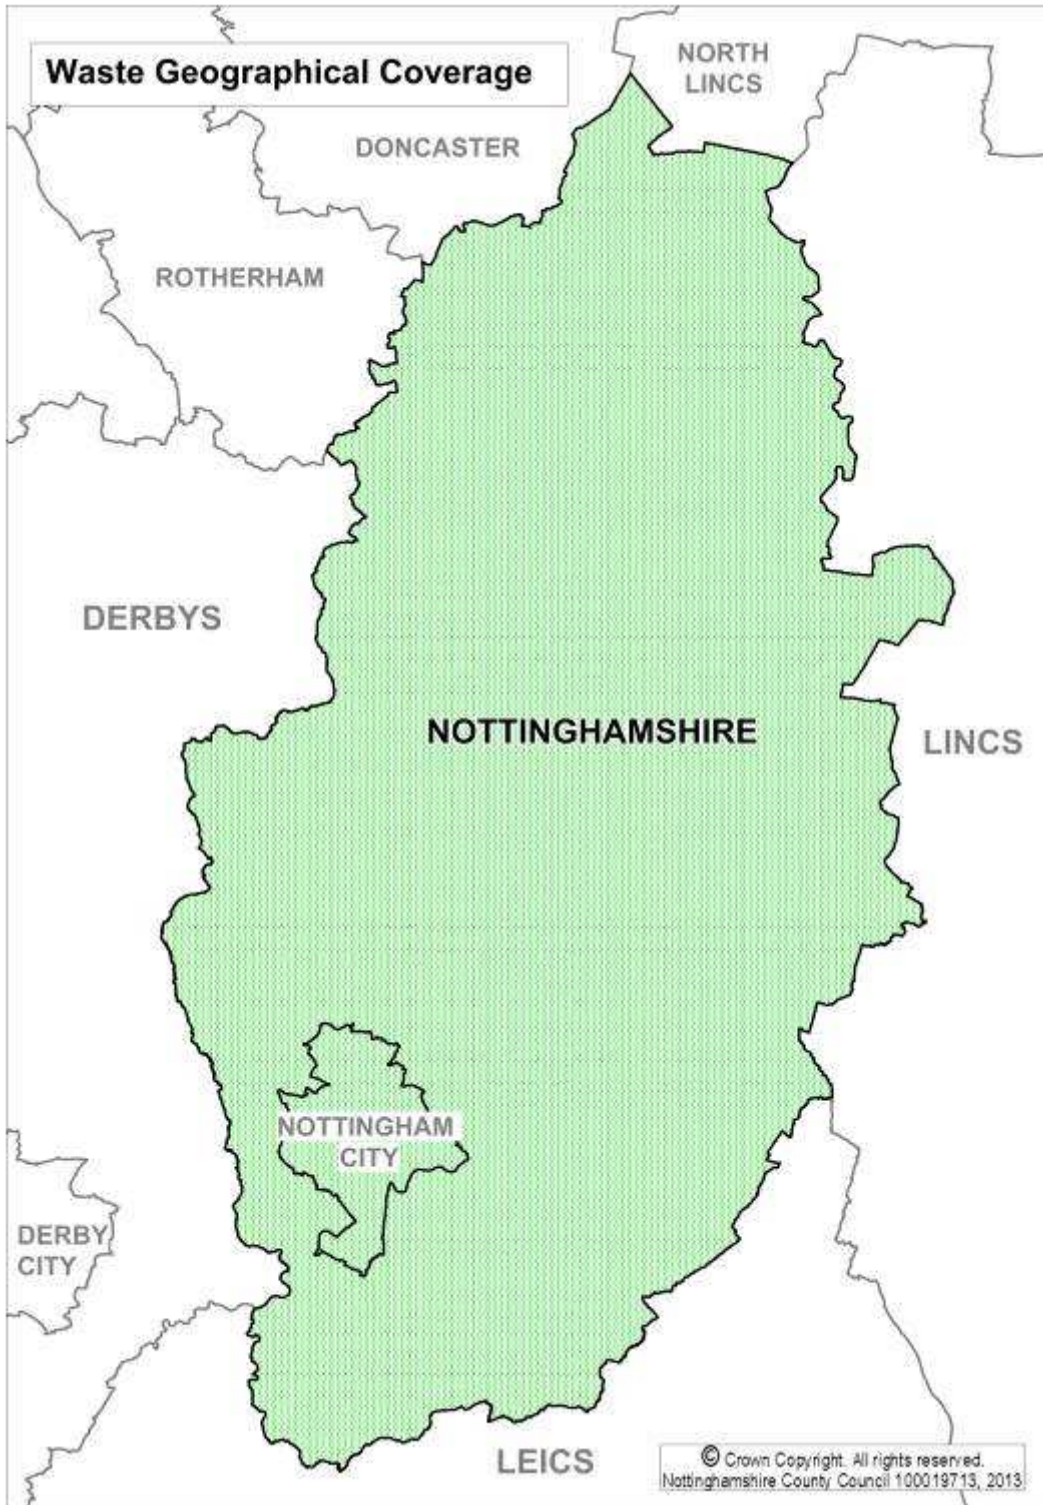 Waste Geographical Coverage
NORTH
LINCS
DONCASTER
ROTHERHAM
DERBYS
NOTTINGHAMSHIRE
LINCS
NOTTINGHAM
CITY
DERBY
CITY
LEICS
© Crown Copyright. All rights reserved.
Nottinghamshire County Council 100019713, 2013